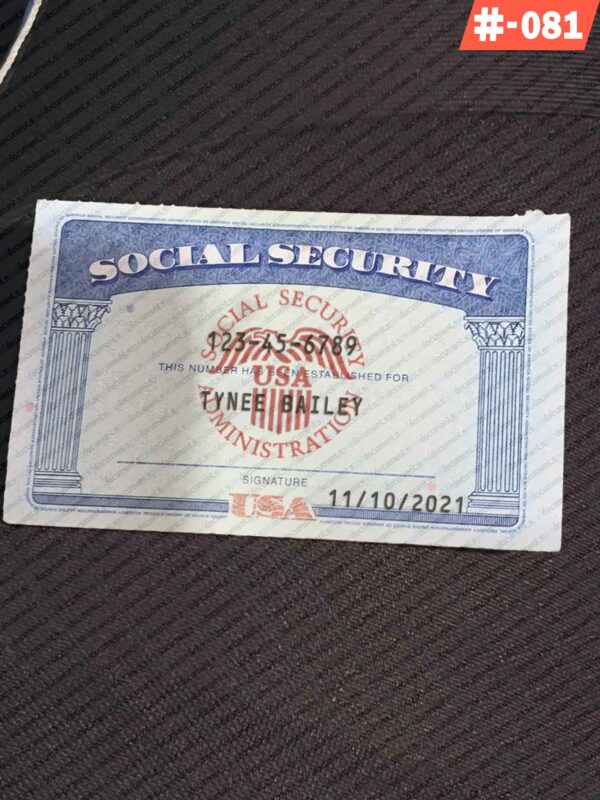 #-081
SOCIAL SECURITY
SOCIAL SECURITY
123-45-6789
THIS NUMBER HAS BEEN ESTABLISHED FOR
USA
TYNEE BAILEY
ADMINISTRATION
SIGNATURE
USA
11/10/2021